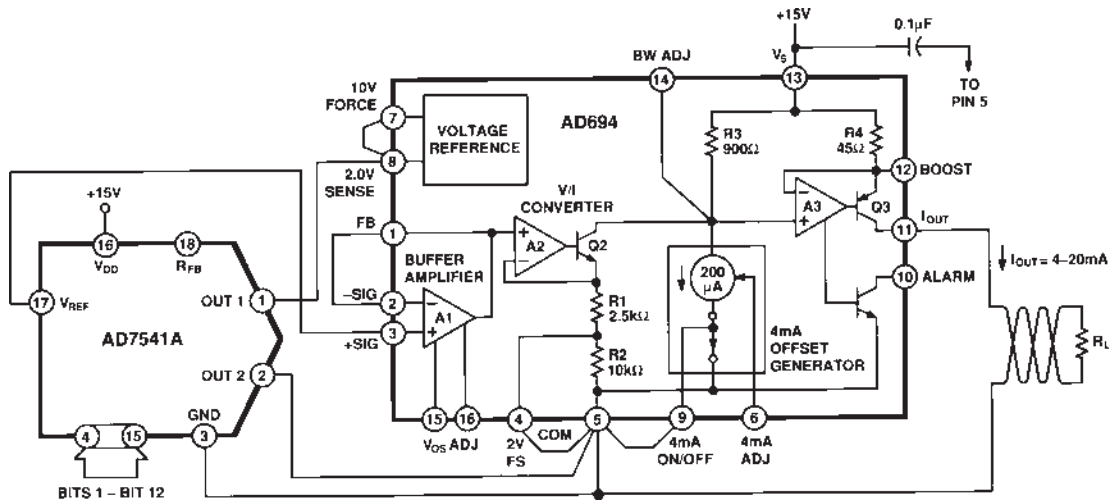 +15V
0.1µF
BW ADJ
VS
14
13
TO
PIN 5
10V
FORCE
7
VOLTAGE
REFERENCE
AD694
R3
900Ω
R4
45Ω
8
2.0V
SENSE
12
BOOST
+15V
V/I
CONVERTER
A3
Q3
FB
1
A2
Q2
11
IOUT
16
VDD
18
RFB
BUFFER
AMPLIFIER
200
µA
10
ALARM
IOUT = 4–20mA
17
VREF
OUT 1
1
–SIG
2
A1
R1
2.5kΩ
3
+SIG
4mA
OFFSET
GENERATOR
RL
AD7541A
OUT 2
2
R2
10kΩ
GND
4
15
3
15
16
4
5
9
6
VOS ADJ
2V
FS
COM
4mA
ON/OFF
4mA
ADJ
BITS 1 – BIT 12